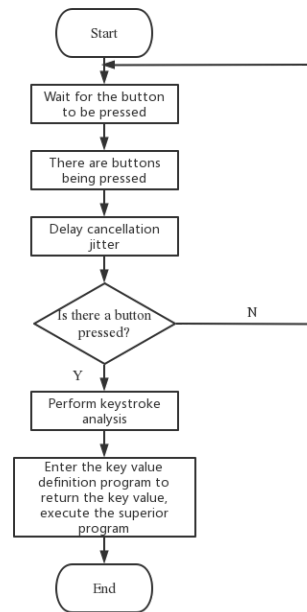 Start
Wait for the button
to be pressed
There are buttons
being pressed
Delay cancellation
jitter
Is there a button
pressed?
N
Y
Perform keystroke
analysis
Enter the key value
definition program to
return the key value,
execute the superior
program
End